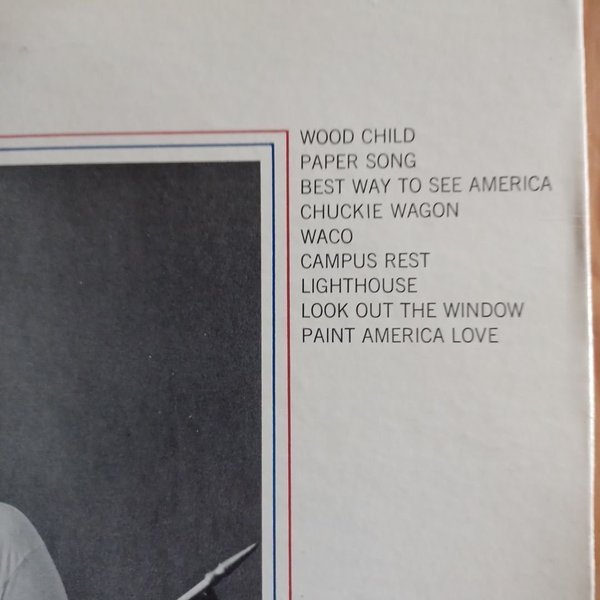 WOOD CHILD
PAPER SONG
BEST WAY TO SEE AMERICA
CHUCKIE WAGON
WACO
CAMPUS REST
LIGHTHOUSE
LOOK OUT THE WINDOW
PAINT AMERICA LOVE